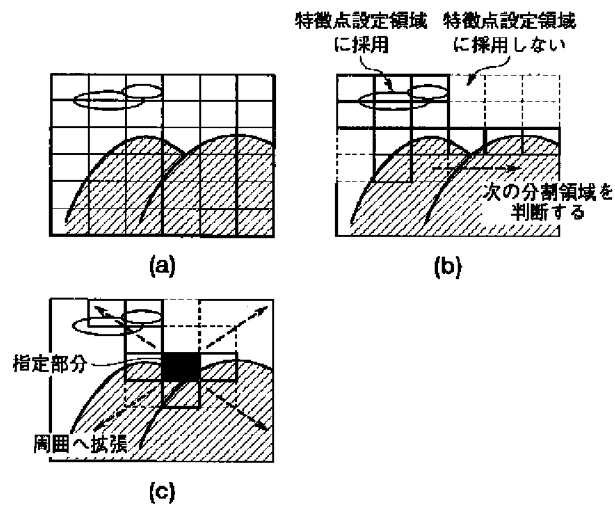 特徴点設定領域
に採用
特徴点設定領域
に採用しない
(a)
次の分割領域を
判断する
(b)
指定部分
周囲へ拡張
(c)